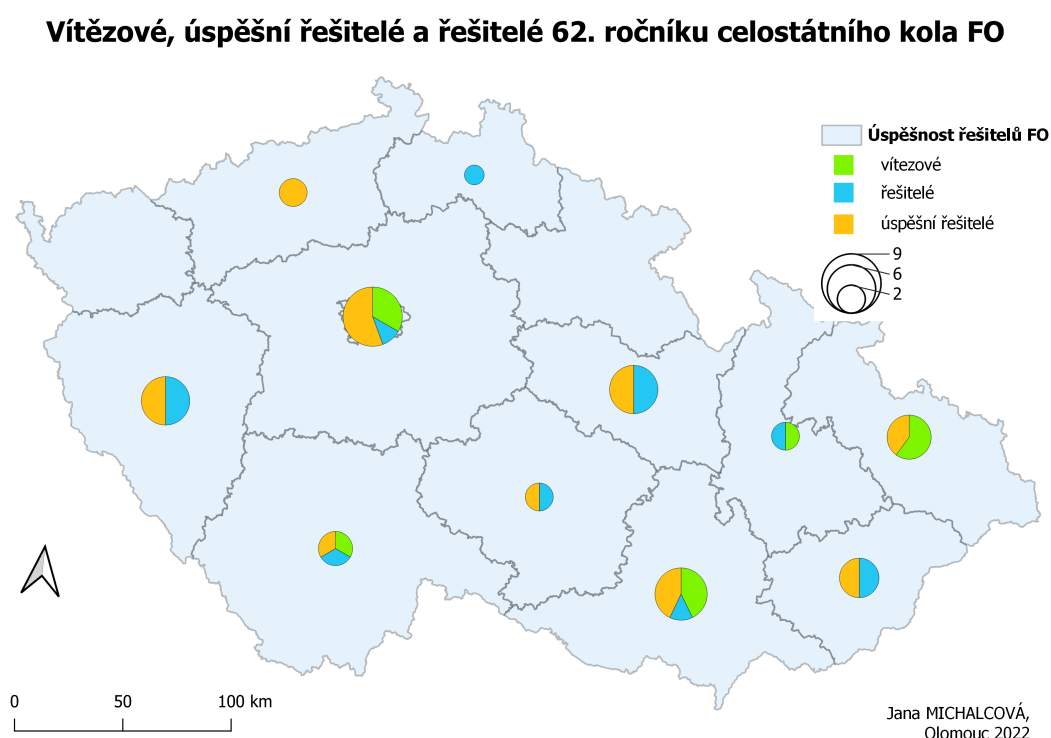 Vítězové, úspěšní řešitelé a řešitelé 62. ročníku celostátního kola FO
Úspěšnost řešitelů FO
vítezové
řešitelé
úspěšní řešitelé
9
6
2
0 50 100 km
Jana MICHALCOVÁ,
Olomouc 2022